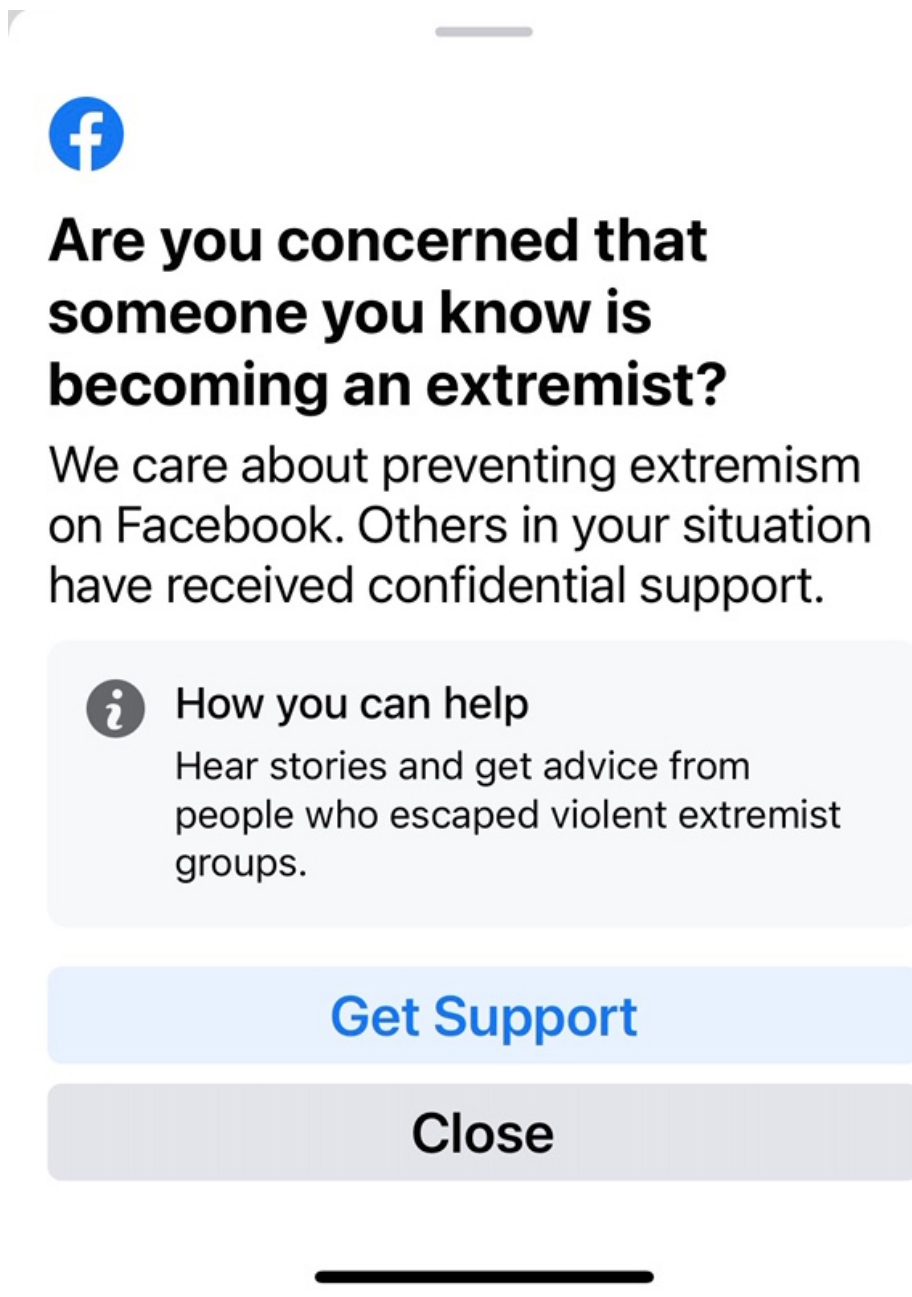 Are you concerned that
someone you know is
becoming an extremist?
We care about preventing extremism
on Facebook. Others in your situation
have received confidential support.
How you can help
Hear stories and get advice from
people who escaped violent extremist
groups.
Get Support
Close